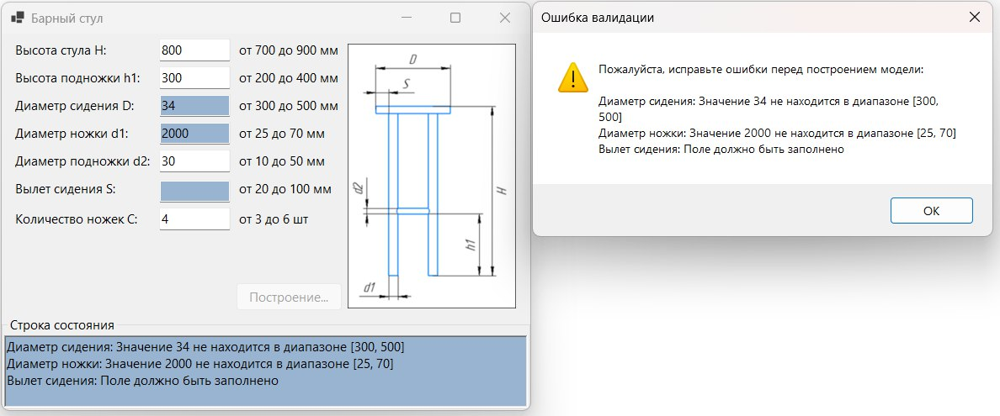 Барный стул
Высота стула H: 800 от 700 до 900 мм
Высота подножки h1: 300 от 200 до 400 мм
Диаметр сидения D: 34 от 300 до 500 мм
Диаметр ножки d1: 2000 от 25 до 70 мм
Диаметр подножки d2: 30 от 10 до 50 мм
Вылет сидения S: от 20 до 100 мм
Количество ножек C: 4 от 3 до 6 шт
D
S
d2
H
h1
d1
Построение...
Строка состояния
Диаметр сидения: Значение 34 не находится в диапазоне [300, 500]
Диаметр ножки: Значение 2000 не находится в диапазоне [25, 70]
Вылет сидения: Поле должно быть заполнено
Ошибка валидации
Пожалуйста, исправьте ошибки перед построением модели:
Диаметр сидения: Значение 34 не находится в диапазоне [300,
500]
Диаметр ножки: Значение 2000 не находится в диапазоне [25, 70]
Вылет сидения: Поле должно быть заполнено
ОК